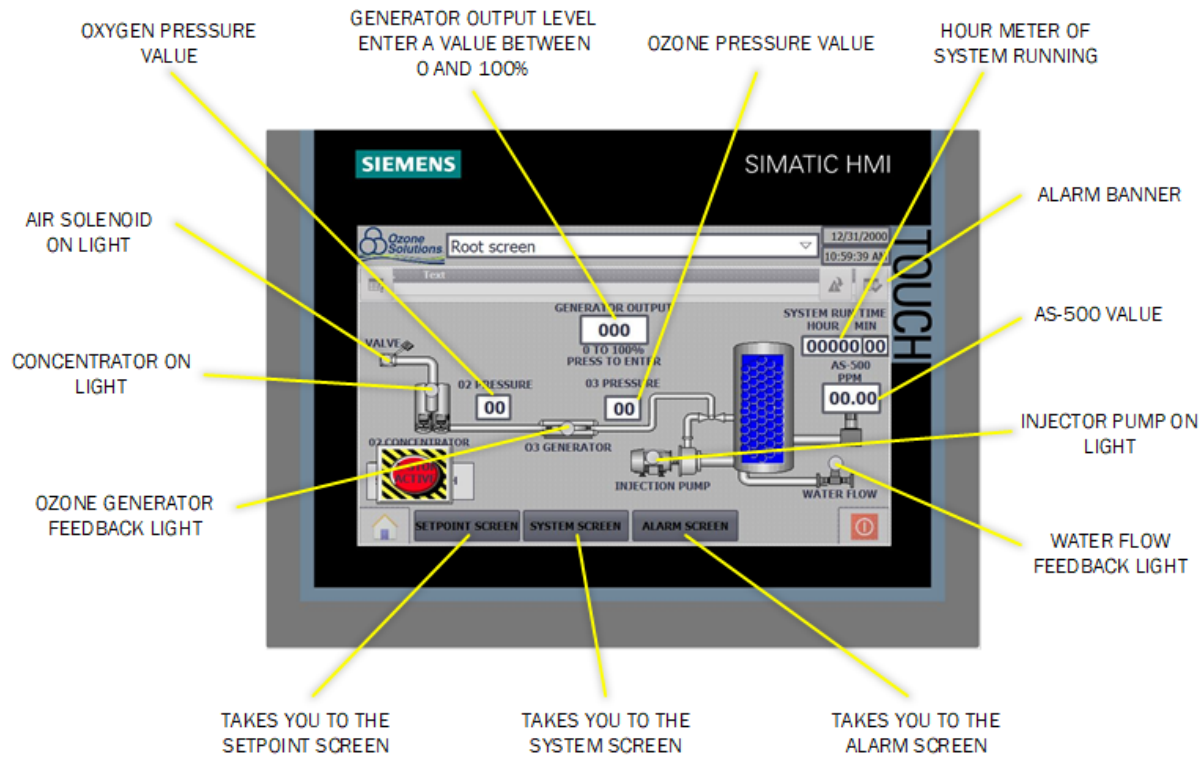 OXYGEN PRESSURE
VALUE
GENERATOR OUTPUT LEVEL
ENTER A VALUE BETWEEN
0 AND 100%
OZONE PRESSURE VALUE
HOUR METER OF
SYSTEM RUNNING
AIR SOLENOID
ON LIGHT
ALARM BANNER
CONCENTRATOR ON
LIGHT
AS-500 VALUE
OZONE GENERATOR
FEEDBACK LIGHT
INJECTOR PUMP ON
LIGHT
WATER FLOW
FEEDBACK LIGHT
SIEMENS
SIMATIC HMI
TOUCH
Ozone
Solutions
Root screen
12/31/2000
10:59:39 AM
Text
GENERATOR OUTPUT
000
0 TO 100%
PRESS TO ENTER
SYSTEM RUN TIME
HOUR MIN
00000 00
VALVE
AS-500
PPM
00.00
02 PRESSURE
00
03 PRESSURE
00
02 CONCENTRATOR
03 GENERATOR
ACTIVE
INJECTION PUMP
WATER FLOW
SETPOINT SCREEN
SYSTEM SCREEN
ALARM SCREEN
TAKES YOU TO THE
SETPOINT SCREEN
TAKES YOU TO THE
SYSTEM SCREEN
TAKES YOU TO THE
ALARM SCREEN